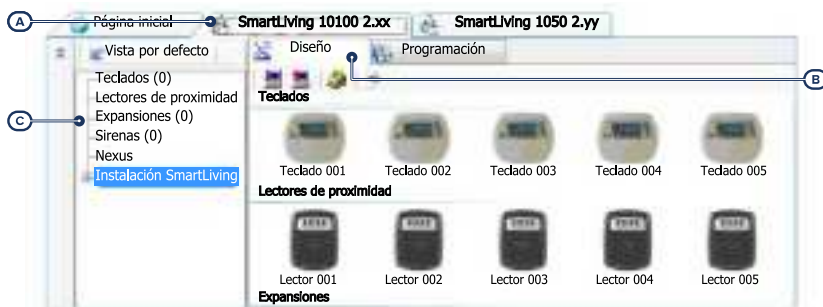 A
Página inicial
SmartLiving 10100 2.xx
SmartLiving 1050 2.yy
Vista por defecto
Diseño
Programación
B
Teclados (0)
Lectores de proximidad
Expansiones (0)
Sirenas (0)
Nexus
Instalación SmartLiving
C
Teclados
Teclado 001
Teclado 002
Teclado 003
Teclado 004
Teclado 005
Lectores de proximidad
Lector 001
Lector 002
Lector 003
Lector 004
Lector 005
Expansiones